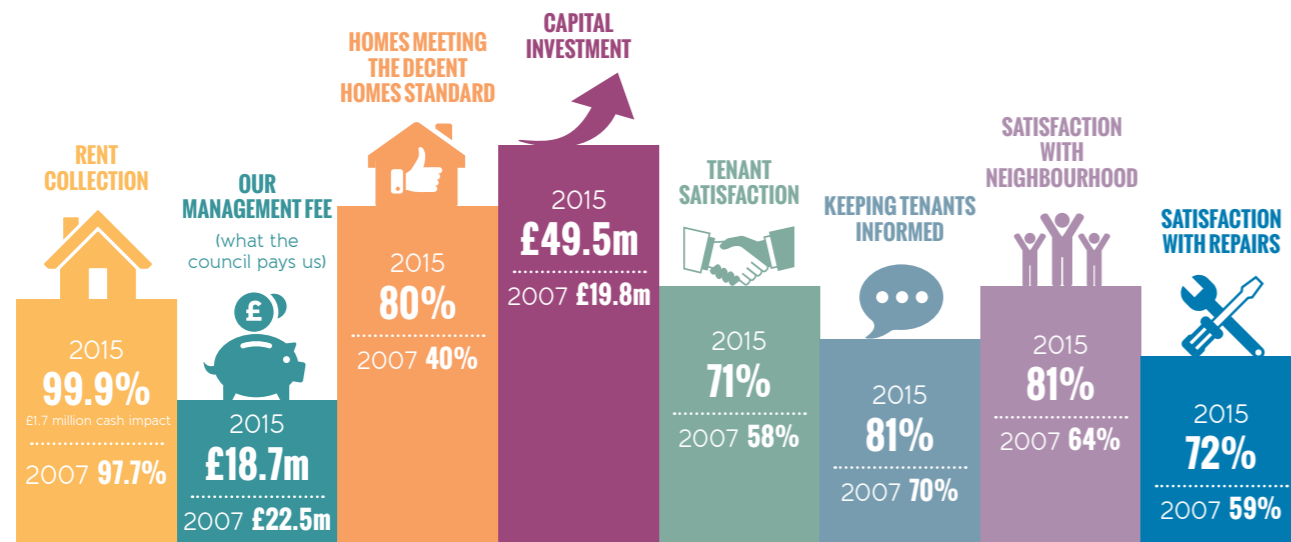 RENT
COLLECTION
2015
99.9%
£1.7 million cash impact
2007 97.7%
OUR
MANAGEMENT FEE
(what the
council pays us)
£
2015
£18.7m
2007 £22.5m
HOMES MEETING
THE DECENT
HOMES STANDARD
2015
80%
2007 40%
CAPITAL
INVESTMENT
2015
£49.5m
2007 £19.8m
TENANT
SATISFACTION
2015
71%
2007 58%
KEEPING TENANTS
INFORMED
2015
81%
2007 70%
SATISFACTION
WITH
NEIGHBOURHOOD
2015
81%
2007 64%
SATISFACTION
WITH REPAIRS
2015
72%
2007 59%